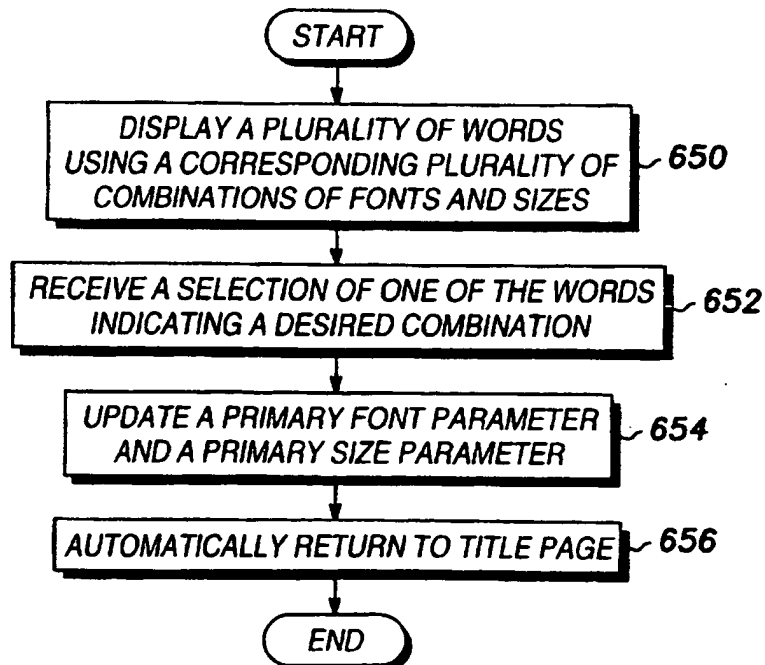 START
DISPLAY A PLURALITY OF WORDS
USING A CORRESPONDING PLURALITY OF
COMBINATIONS OF FONTS AND SIZES
650
RECEIVE A SELECTION OF ONE OF THE WORDS
INDICATING A DESIRED COMBINATION
652
UPDATE A PRIMARY FONT PARAMETER
AND A PRIMARY SIZE PARAMETER
654
AUTOMATICALLY RETURN TO TITLE PAGE
656
END